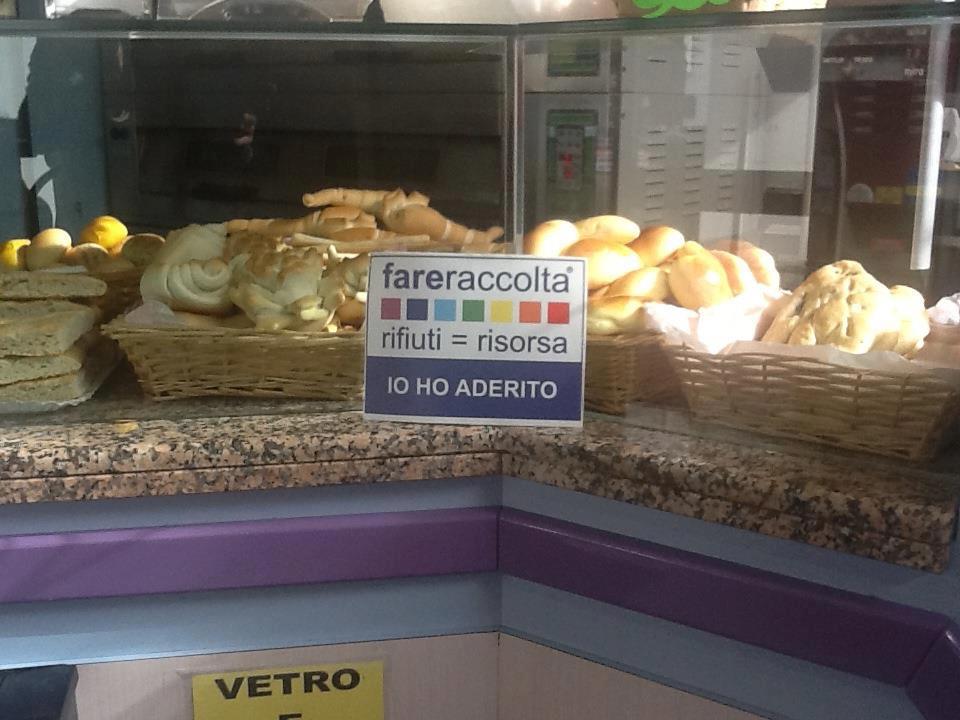 fareraccolta®
rifiuti = risorsa
IO HO ADERITO
VETRO
E